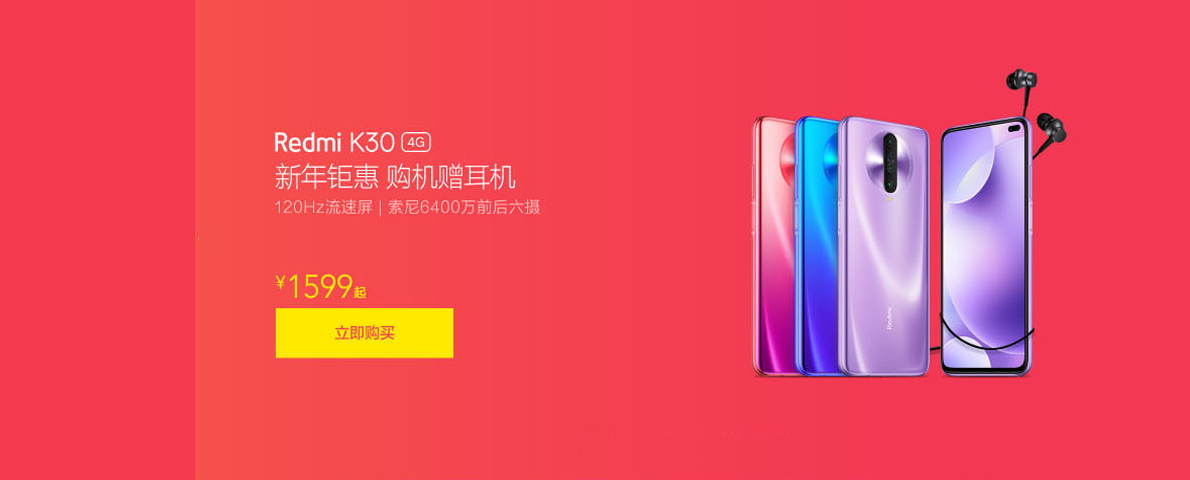 Redmi K30 4G
新年钜惠 购机赠耳机
120Hz流速屏 | 索尼6400万前后六摄
¥1599起
立即购买
Redmi